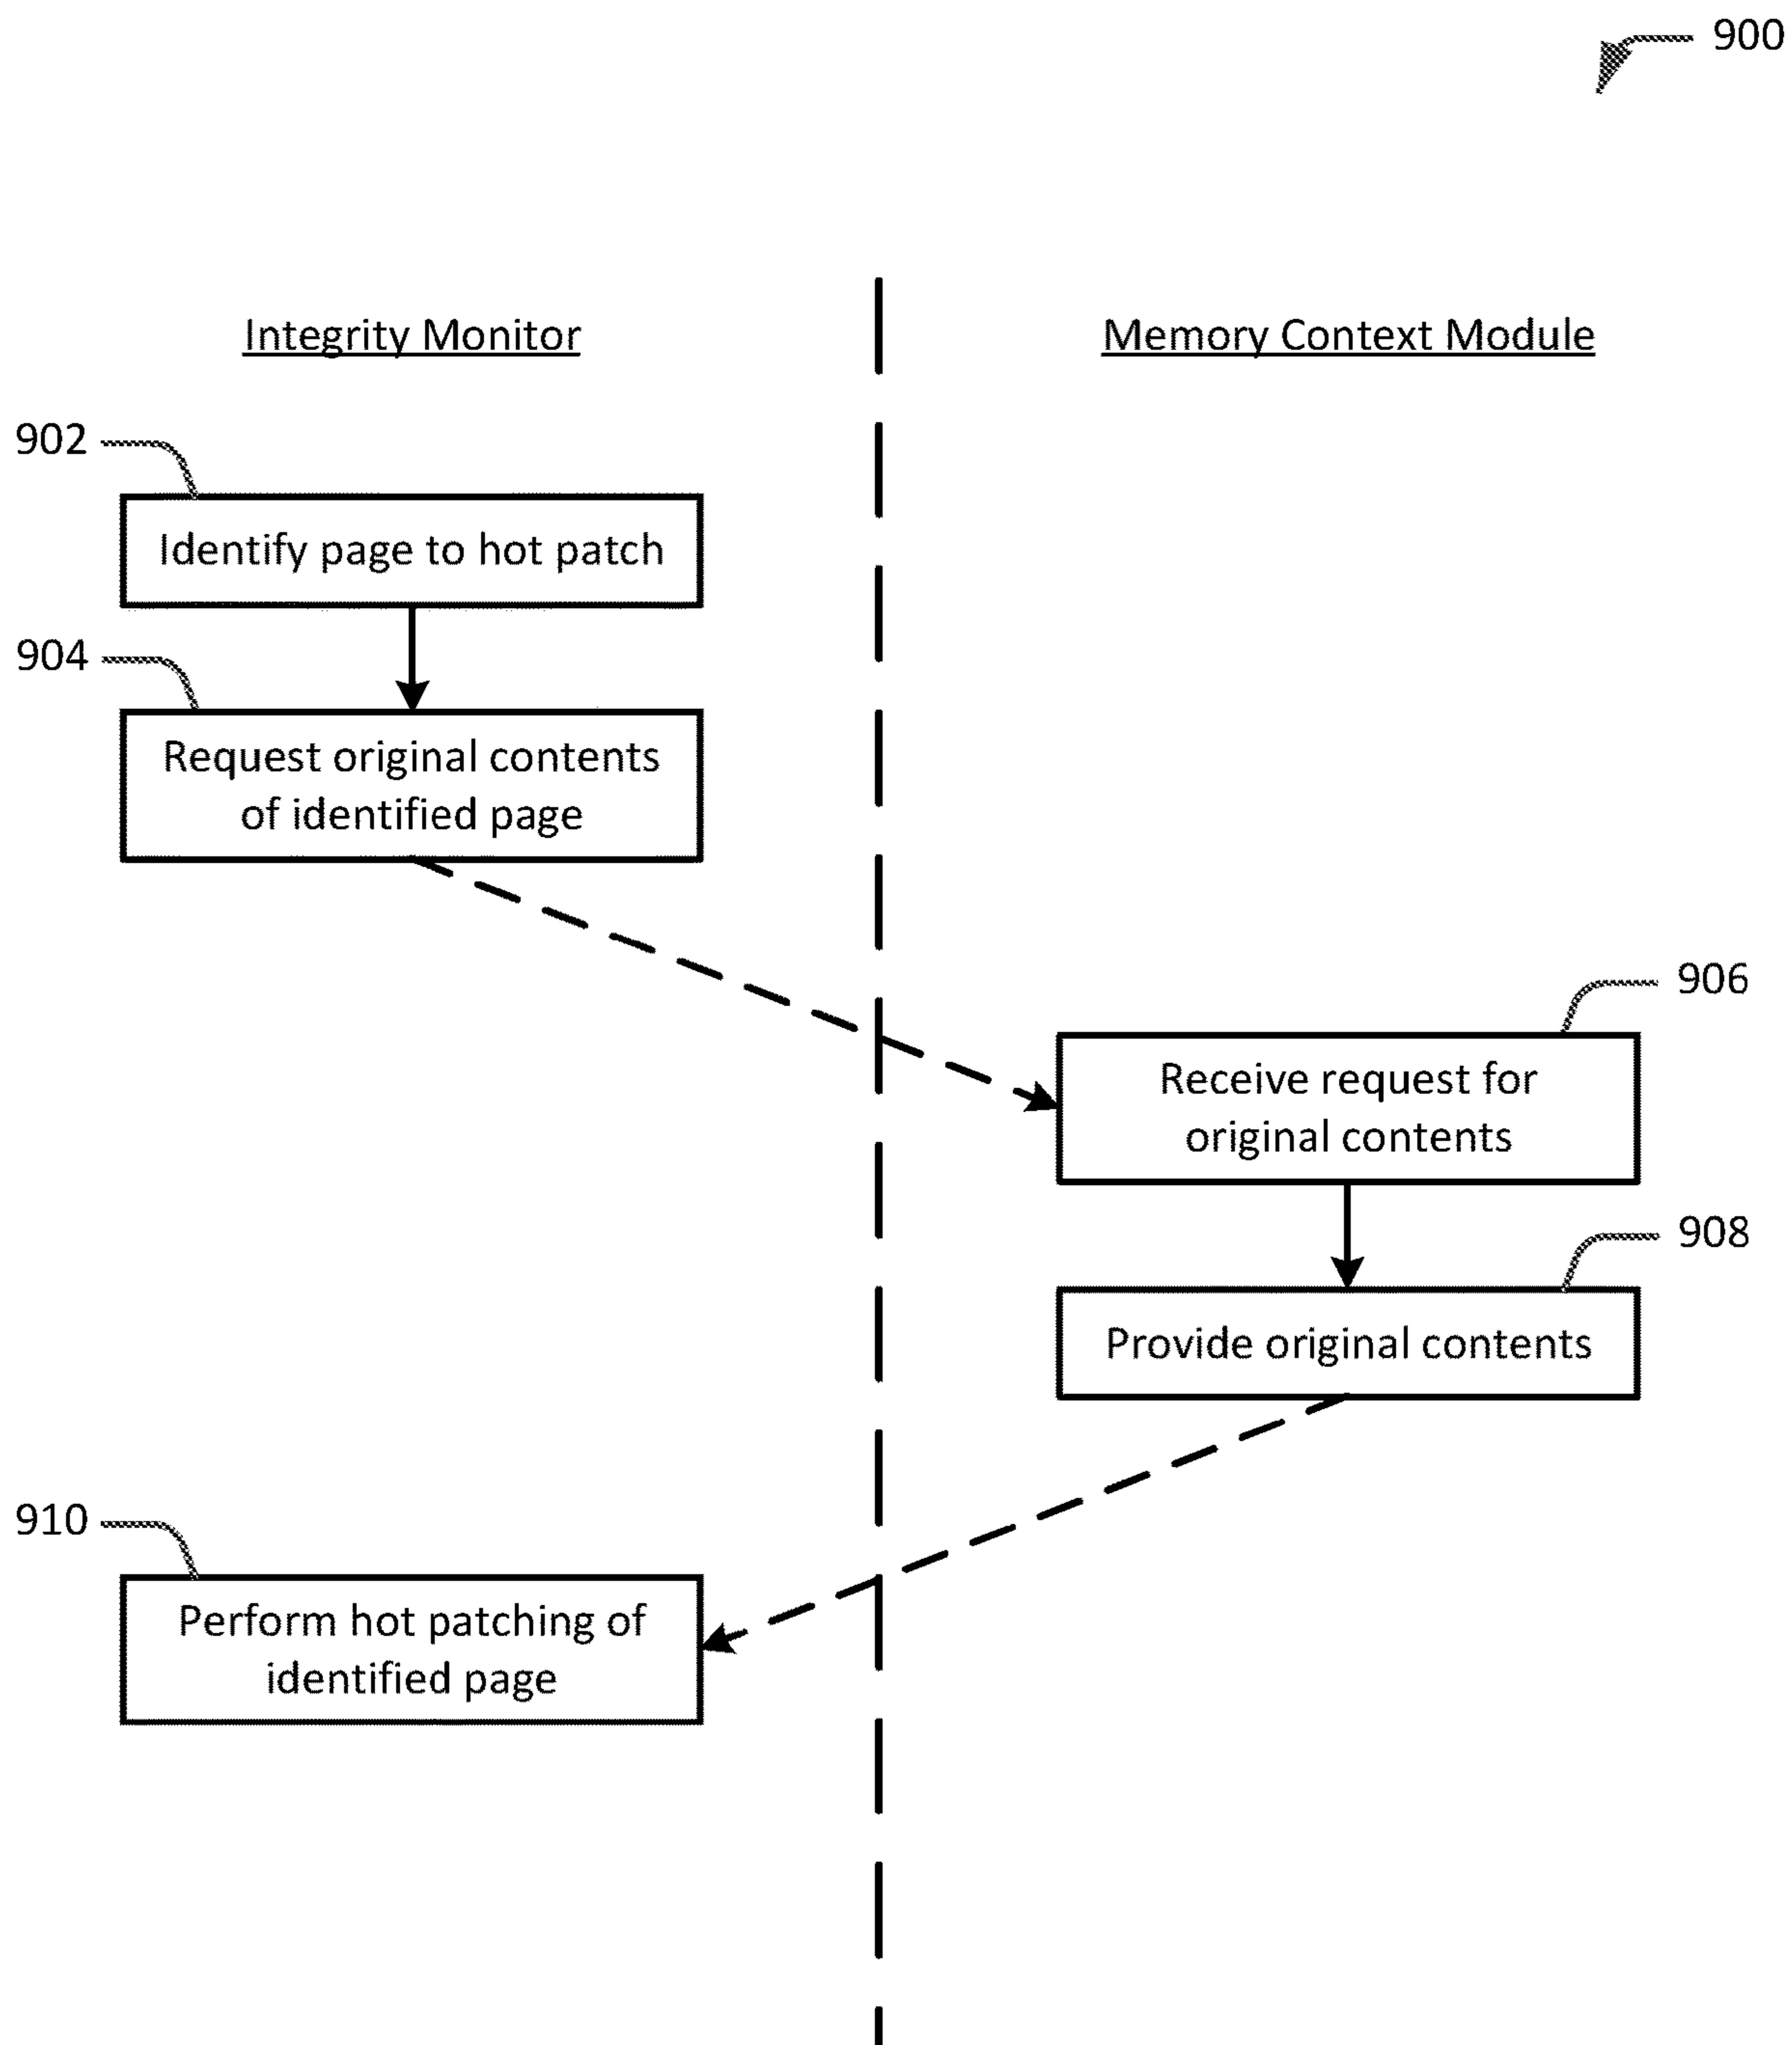 900
Integrity Monitor
Memory Context Module
902
Identify page to hot patch
904
Request original contents
of identified page
906
Receive request for
original contents
908
Provide original contents
910
Perform hot patching of
identified page